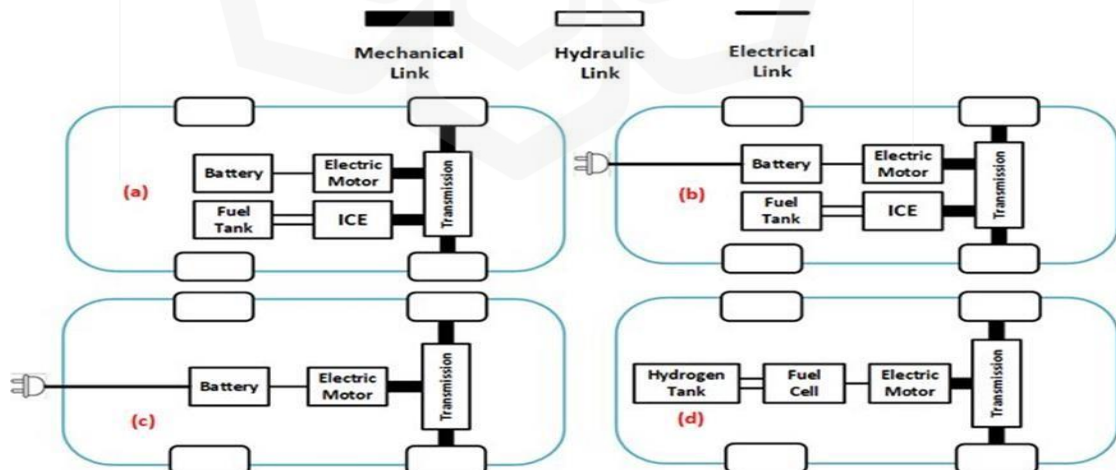 Mechanical
Link
Hydraulic
Link
Electrical
Link
(a)
Battery
Electric
Motor
Fuel
Tank
ICE
Transmission
(b)
Battery
Electric
Motor
Fuel
Tank
ICE
Transmission
(c)
Battery
Electric
Motor
Transmission
(d)
Hydrogen
Tank
Fuel
Cell
Electric
Motor
Transmission